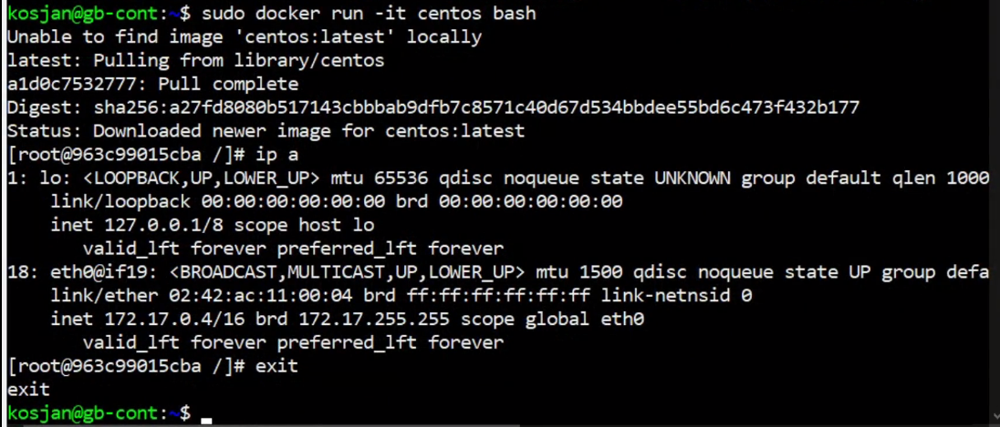 kosjan@gb-cont:~$ sudo docker run -it centos bash
Unable to find image 'centos:latest' locally
latest: Pulling from library/centos
a1d0c7532777: Pull complete
Digest: sha256:a27fd8080b517143cbbbab9dfb7c8571c40d67d534bbdee55bd6c473f432b177
Status: Downloaded newer image for centos:latest
[root@963c99015cba /]# ip a
1: lo: <LOOPBACK,UP,LOWER_UP> mtu 65536 qdisc noqueue state UNKNOWN group default qlen 1000
    link/loopback 00:00:00:00:00:00 brd 00:00:00:00:00:00
    inet 127.0.0.1/8 scope host lo
       valid_lft forever preferred_lft forever
18: eth0@if19: <BROADCAST,MULTICAST,UP,LOWER_UP> mtu 1500 qdisc noqueue state UP group defa
    link/ether 02:42:ac:11:00:04 brd ff:ff:ff:ff:ff:ff link-netnsid 0
    inet 172.17.0.4/16 brd 172.17.255.255 scope global eth0
       valid_lft forever preferred_lft forever
[root@963c99015cba /]# exit
exit
kosjan@gb-cont:~$